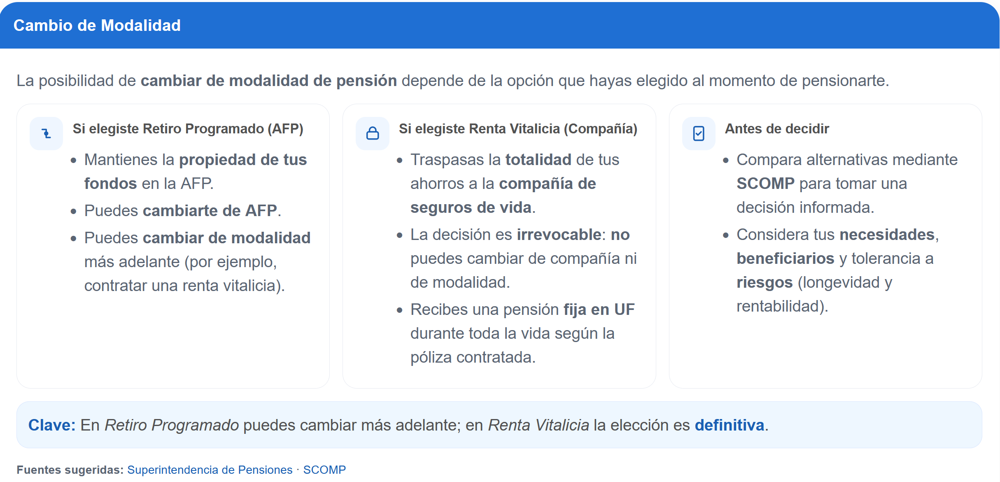 Cambio de Modalidad
La posibilidad de cambiar de modalidad de pensión depende de la opción que hayas elegido al momento de pensionarte.
Si elegiste Retiro Programado (AFP)
• Mantienes la propiedad de tus
fondos en la AFP.
• Puedes cambiarte de AFP.
• Puedes cambiar de modalidad
más adelante (por ejemplo,
contratar una renta vitalicia).
Si elegiste Renta Vitalicia (Compañía)
• Traspasas la totalidad de tus
ahorros a la compañía de
seguros de vida.
• La decisión es irrevocable: no
puedes cambiar de compañía ni
de modalidad.
• Recibes una pensión fija en UF
durante toda la vida según la
póliza contratada.
Antes de decidir
• Compara alternativas mediante
SCOMP para tomar una
decisión informada.
• Considera tus necesidades,
beneficiarios y tolerancia a
riesgos (longevidad y
rentabilidad).
Clave: En Retiro Programado puedes cambiar más adelante; en Renta Vitalicia la elección es definitiva.
Fuentes sugeridas: Superintendencia de Pensiones · SCOMP